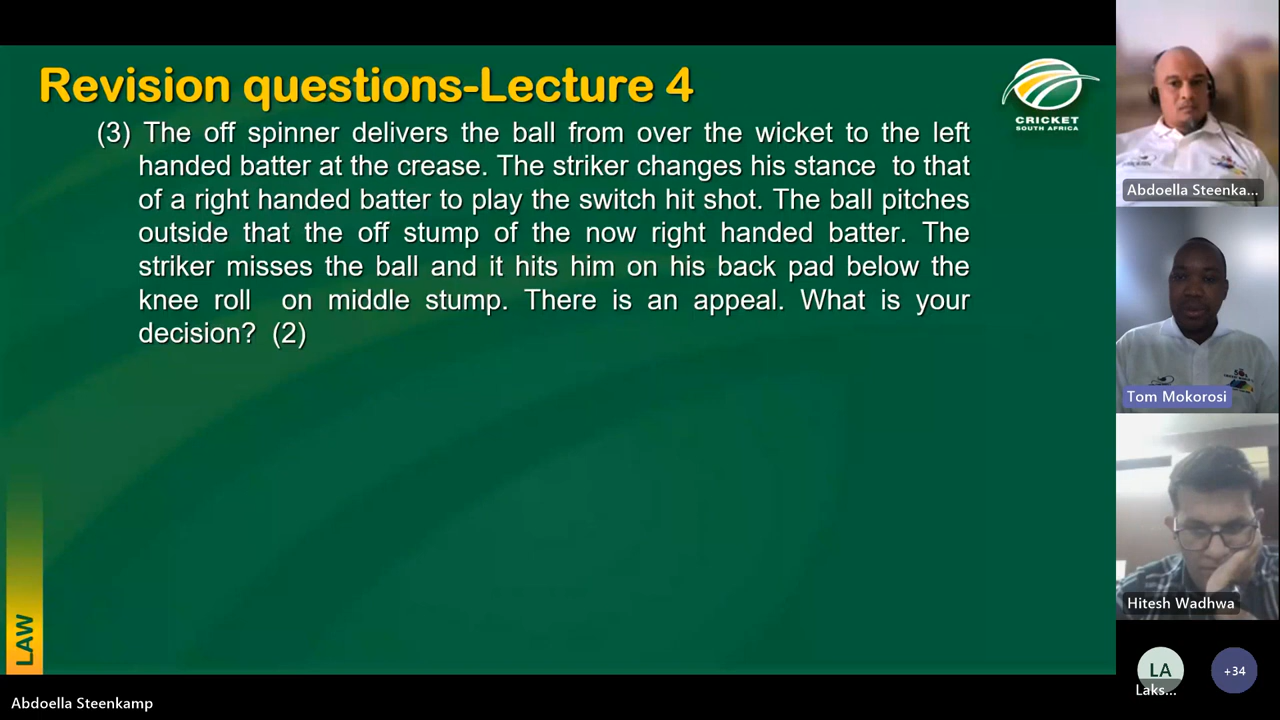 Revision questions-Lecture 4
CRICKET
SOUTH AFRICA
(3) The off spinner delivers the ball from over the wicket to the left
handed batter at the crease. The striker changes his stance to that
of a right handed batter to play the switch hit shot. The ball pitches
outside that the off stump of the now right handed batter. The
striker misses the ball and it hits him on his back pad below the
knee roll on middle stump. There is an appeal. What is your
decision? (2)
LAW
Abdoella Steenkamp
Abdoella Steenka...
Tom Mokorosi
Hitesh Wadhwa
LA
Laks...
+34